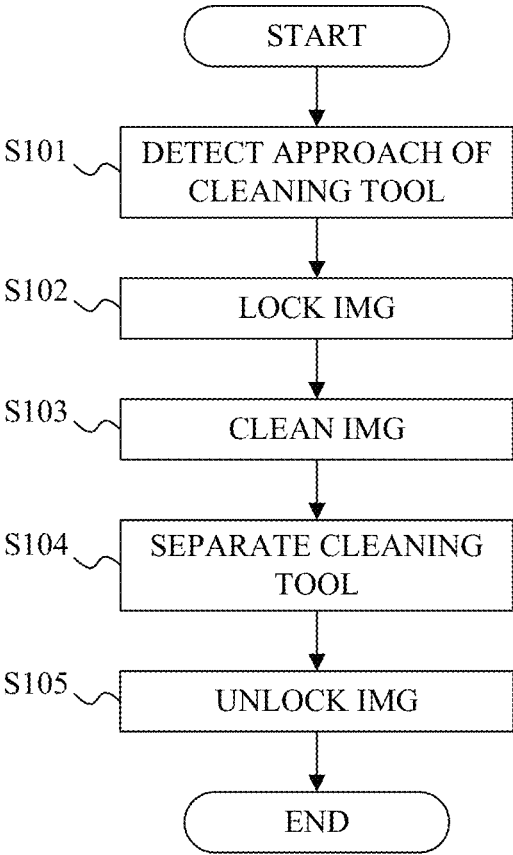 START
S101
DETECT APPROACH OF
CLEANING TOOL
S102
LOCK IMG
S103
CLEAN IMG
S104
SEPARATE CLEANING
TOOL
S105
UNLOCK IMG
END